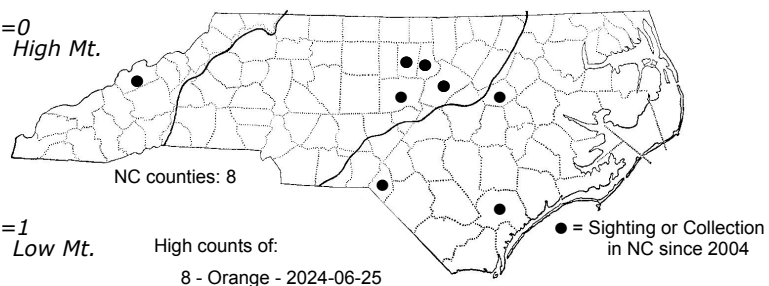 =0
High Mt.
NC counties: 8
=1
Low Mt.
High counts of:
8 - Orange - 2024-06-25
● = Sighting or Collection
in NC since 2004